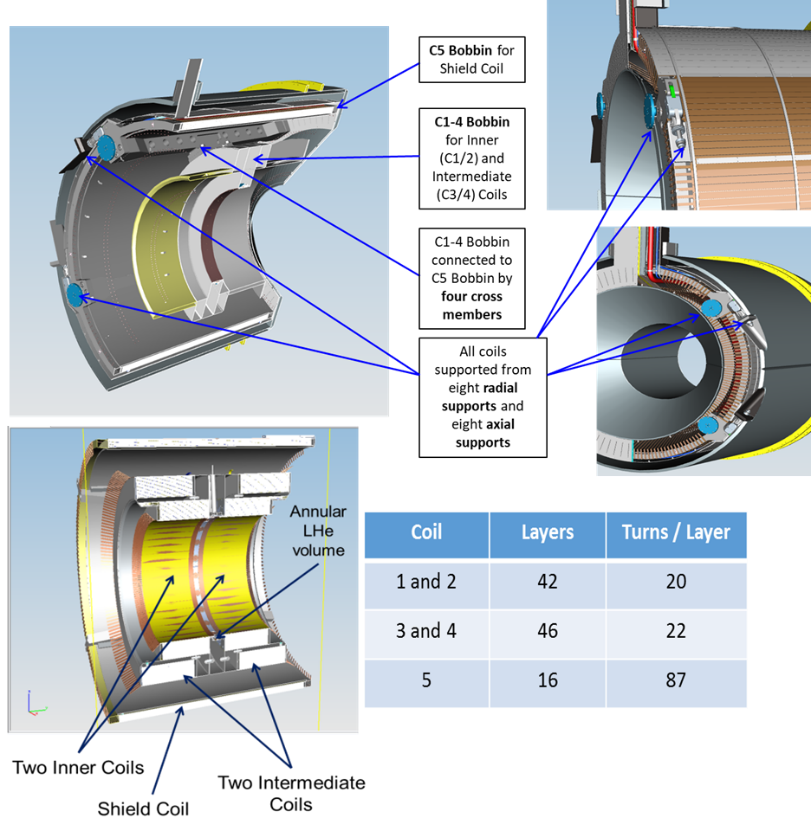 C5 Bobbin for
Shield Coil
C1-4 Bobbin
for Inner
(C1/2) and
Intermediate
(C3/4) Coils
C1-4 Bobbin
connected to
C5 Bobbin by
four cross
members
All coils
supported from
eight radial
supports and
eight axial
supports
Annular
LHe
volume
Two Inner Coils
Shield Coil
Two Intermediate
Coils
Coil Layers Turns / Layer
1 and 2 42 20
3 and 4 46 22
5 16 87